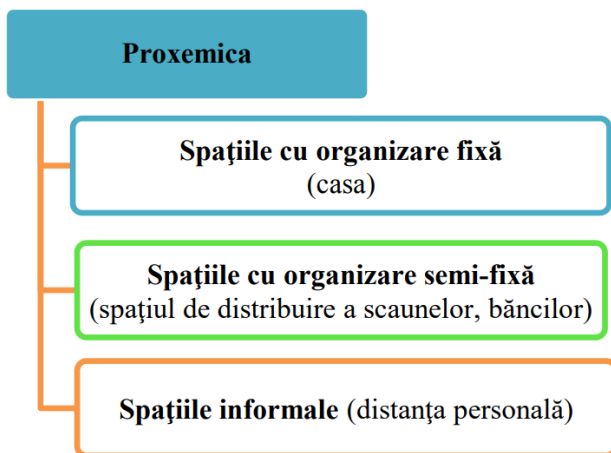 Proxemica
Spaţiile cu organizare fixă
(casa)
Spaţiile cu organizare semi-fixă
(spaţiul de distribuire a scaunelor, băncilor)
Spaţiile informale (distanţa personală)